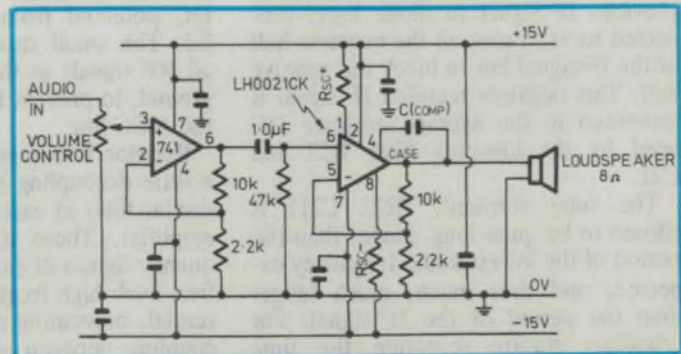 +15V
AUDIO
IN
VOLUME
CONTROL
3
7
741
2
4
6
1·0µF
47k
10k
2·2k
LH0021CK
RSC+
1
2
4
6
5
7
8
C(COMP)
CASE
RSC-
10k
2·2k
LOUDSPEAKER
8Ω
0V
−15V